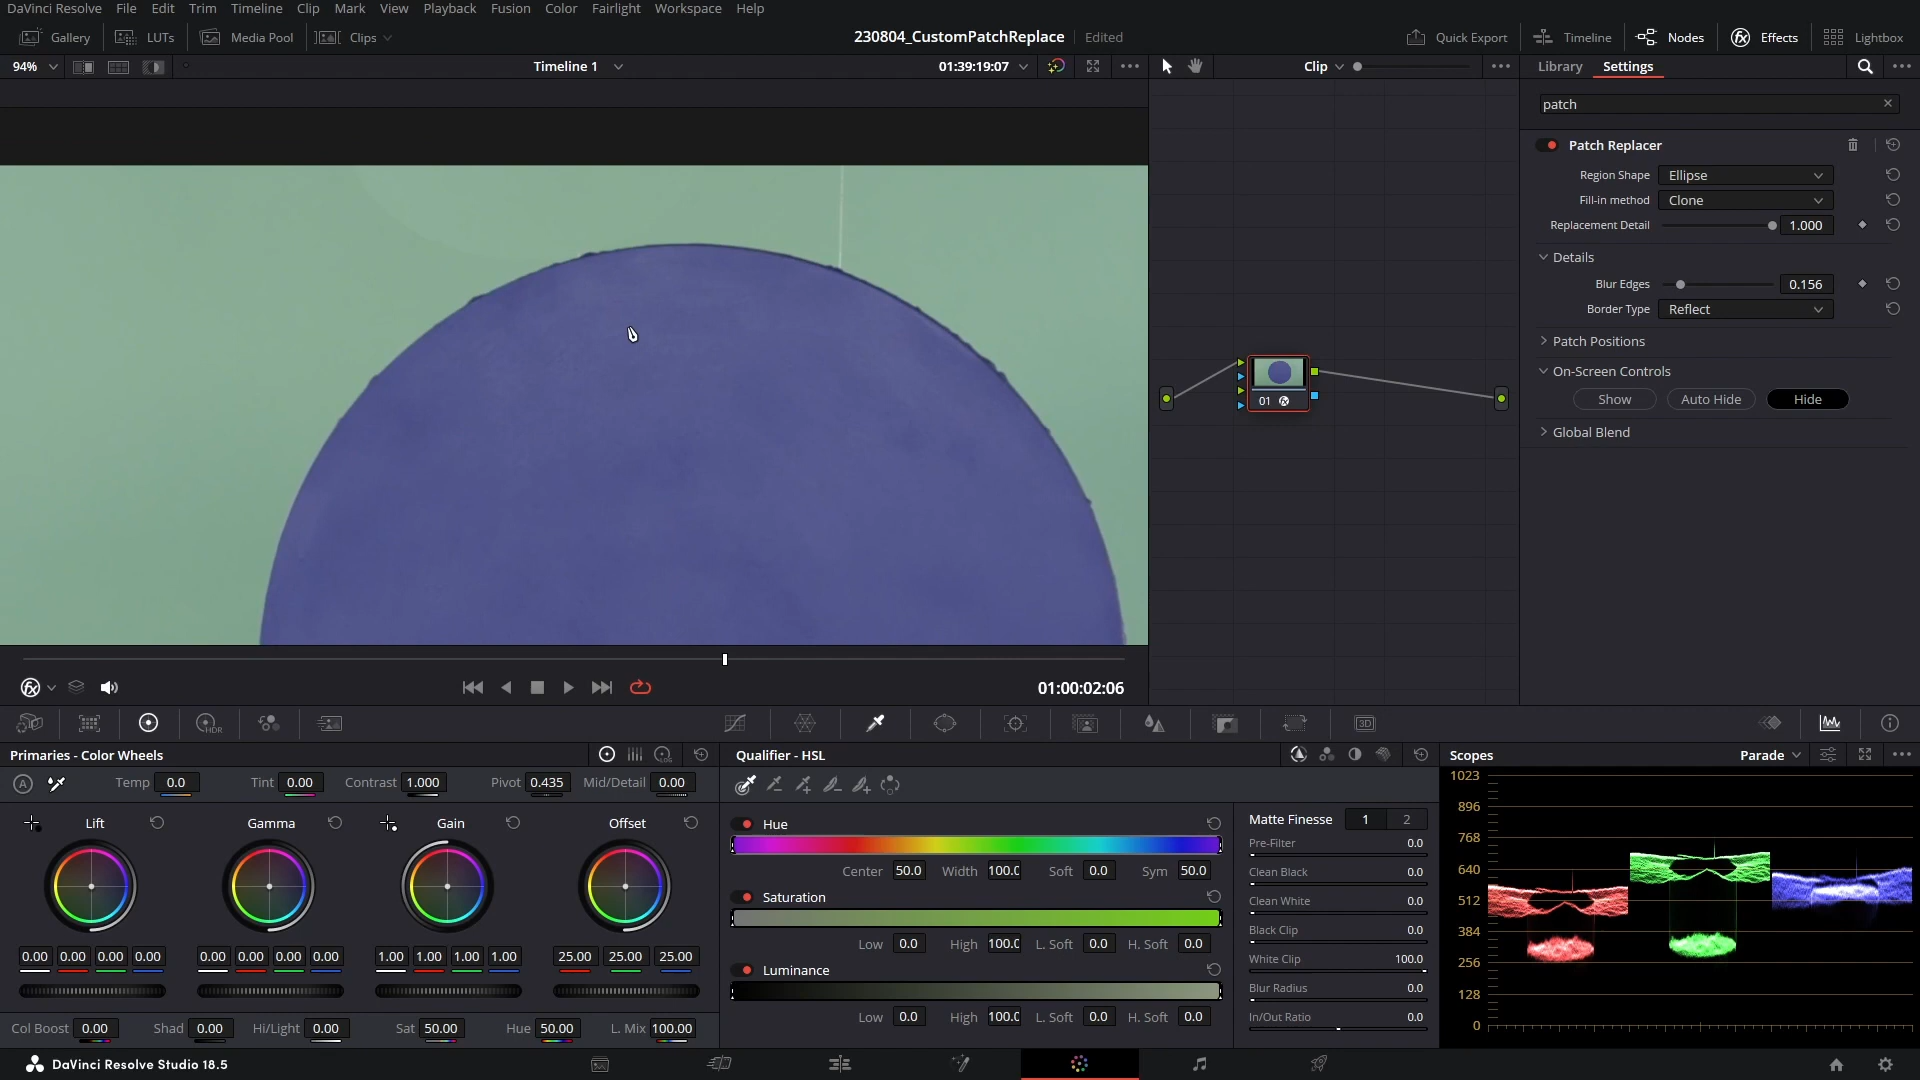 DaVinci Resolve File Edit Trim Timeline Clip Mark View Playback Fusion Color Fairlight Workspace Help
Gallery LUTs Media Pool Clips 230804_CustomPatchReplace Edited Quick Export Timeline Nodes Effects Lightbox
94% Timeline 1 01:39:19:07 Clip Library Settings
patch
Patch Replacer
Region Shape Ellipse
Fill-in method Clone
Replacement Detail 1.000
Details
Blur Edges 0.156
Border Type Reflect
Patch Positions
On-Screen Controls
Show Auto Hide Hide
Global Blend
01
01:00:02:06
HDR
3D
Primaries - Color Wheels
LOG
A Temp 0.0 Tint 0.00 Contrast 1.000 Pivot 0.435 Mid/Detail 0.00
Lift Gamma Gain Offset
0.00 0.00 0.00 0.00 0.00 0.00 0.00 0.00 1.00 1.00 1.00 1.00 25.00 25.00 25.00
Col Boost 0.00 Shad 0.00 Hi/Light 0.00 Sat 50.00 Hue 50.00 L. Mix 100.00
Qualifier - HSL
Hue
Center 50.0 Width 100.0 Soft 0.0 Sym 50.0
Saturation
Low 0.0 High 100.0 L. Soft 0.0 H. Soft 0.0
Luminance
Low 0.0 High 100.0 L. Soft 0.0 H. Soft 0.0
Matte Finesse 1 2
Pre-Filter 0.0
Clean Black 0.0
Clean White 0.0
Black Clip 0.0
White Clip 100.0
Blur Radius 0.0
In/Out Ratio 0.0
Scopes Parade
1023
896
768
640
512
384
256
128
0
DaVinci Resolve Studio 18.5